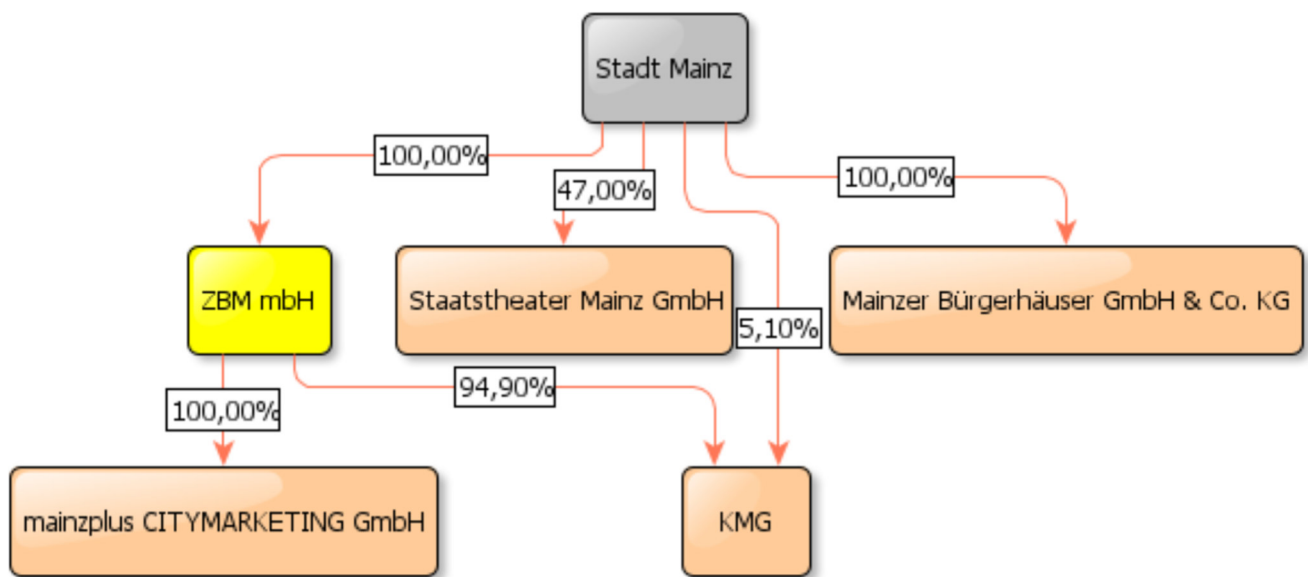 Stadt Mainz
100,00%
47,00%
100,00%
ZBM mbH
Staatstheater Mainz GmbH
Mainzer Bürgerhäuser GmbH & Co. KG
5,10%
100,00%
94,90%
mainzplus CITYMARKETING GmbH
KMG